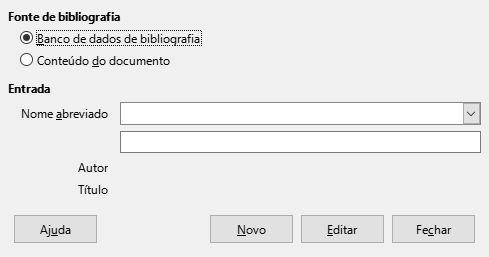 Fonte de bibliografia
Banco de dados de bibliografia
Conteúdo do documento
Entrada
Nome abreviado
Autor
Título
Ajuda Novo Editar Fechar